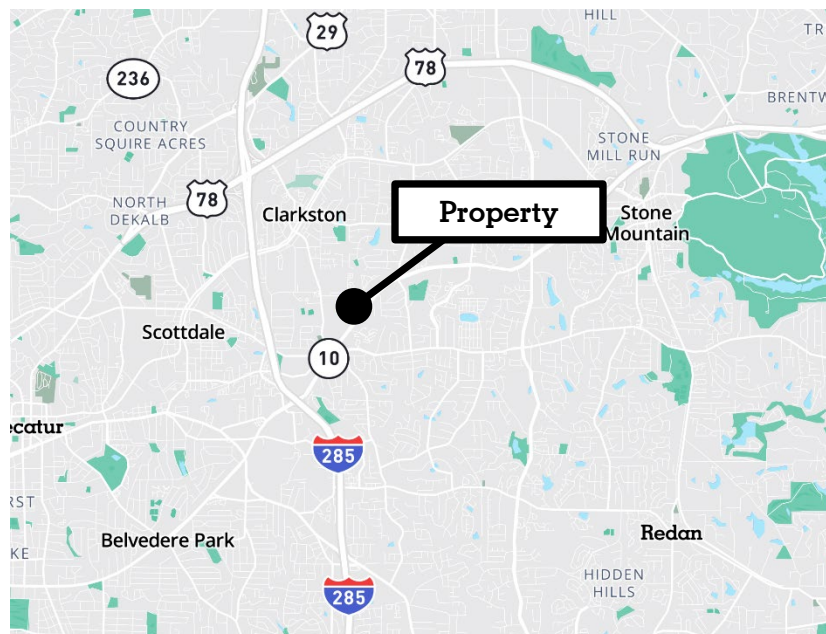 HILL
TR
29
236
78
BRENTW
COUNTRY
SQUIRE ACRES
STONE
MILL RUN
78
NORTH
DEKALB
Clarkston
Property
Stone
Mountain
Scottdale
10
ecatur
285
RST
Belvedere Park
KE
Redan
HIDDEN
HILLS
285